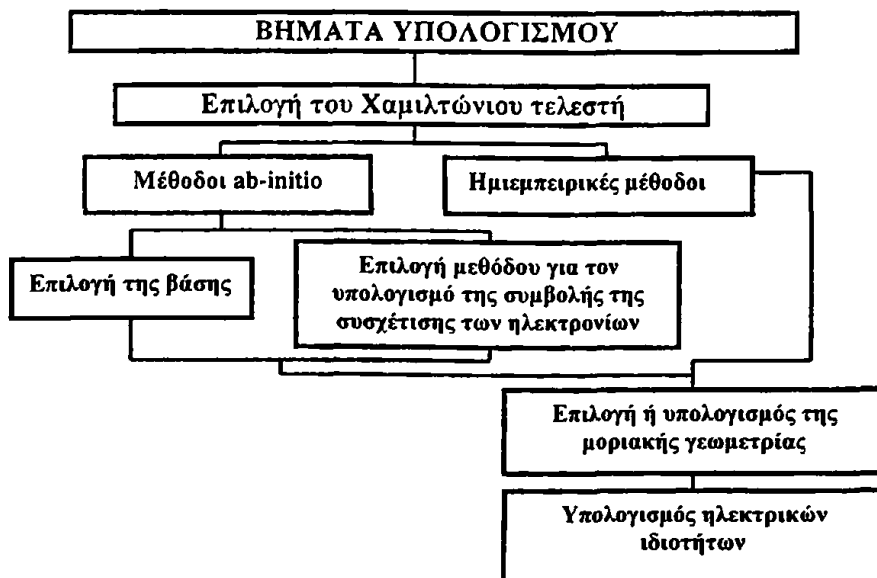 ΒΗΜΑΤΑ ΥΠΟΛΟΓΙΣΜΟΥ
Επιλογή του Χαμιλτώνιου τελεστή
Μέθοδοι ab-initio
Ημιεμπειρικές μέθοδοι
Επιλογή της βάσης
Επιλογή μεθόδου για τον
υπολογισμό της συμβολής της
συσχέτισης των ηλεκτρονίων
Επιλογή ή υπολογισμός της
μοριακής γεωμετρίας
Υπολογισμός ηλεκτρικών
ιδιοτήτων